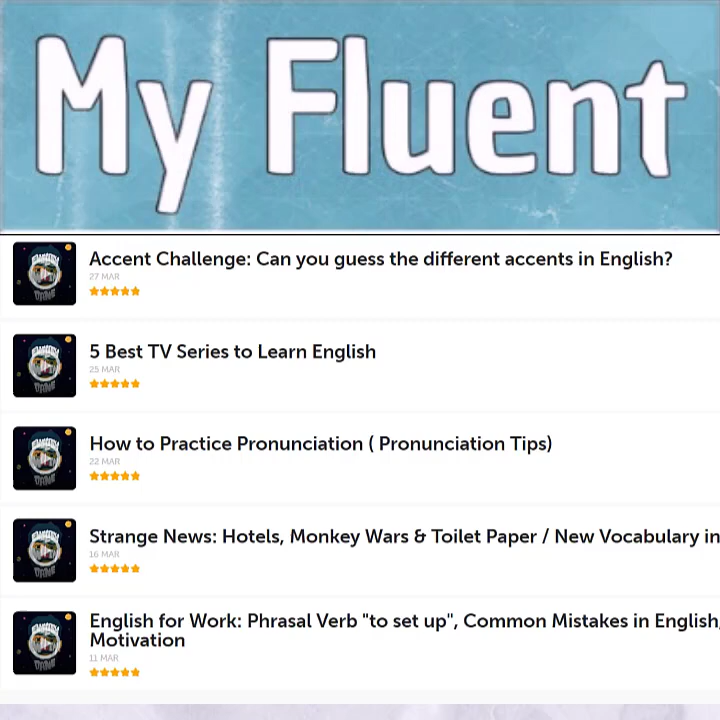 My Fluent
Accent Challenge: Can you guess the different accents in English?
27 MAR
5 Best TV Series to Learn English
25 MAR
How to Practice Pronunciation ( Pronunciation Tips)
22 MAR
Strange News: Hotels, Monkey Wars & Toilet Paper / New Vocabulary in
16 MAR
English for Work: Phrasal Verb "to set up", Common Mistakes in English,
Motivation
11 MAR